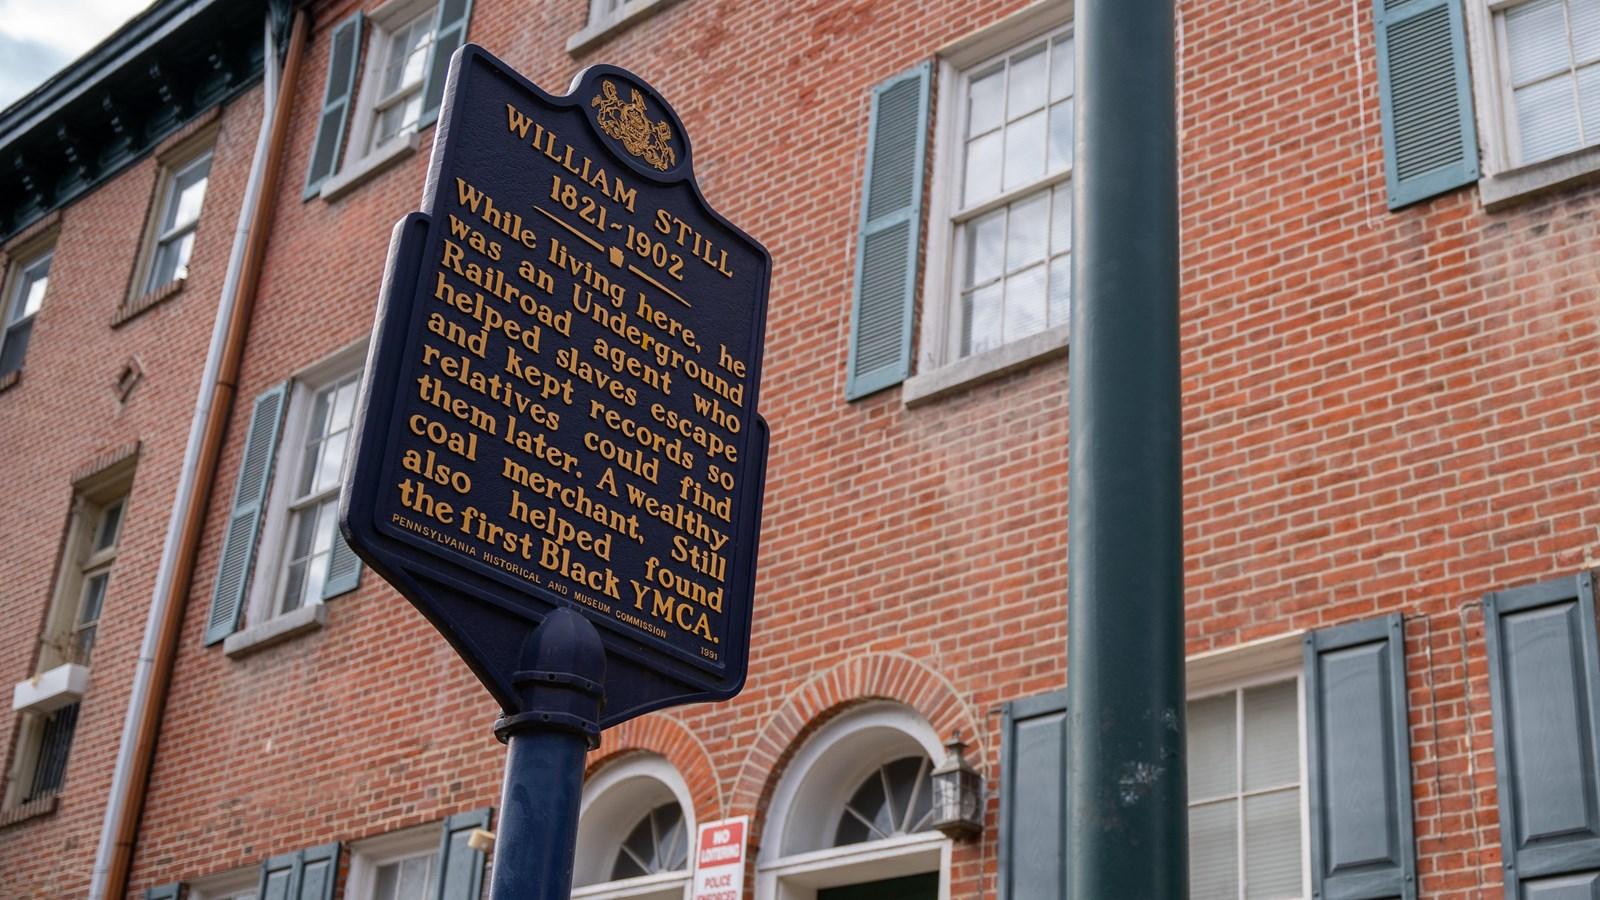 WILLIAM STILL
1821~1902
While living here, he
was an Underground
Railroad agent who
helped slaves escape
and kept records so
relatives could find
them later. A wealthy
coal merchant, Still
also helped found
the first Black YMCA.
PENNSYLVANIA HISTORICAL AND MUSEUM COMMISSION
1991
NO
LOITERING
POLICE
ENFORCED